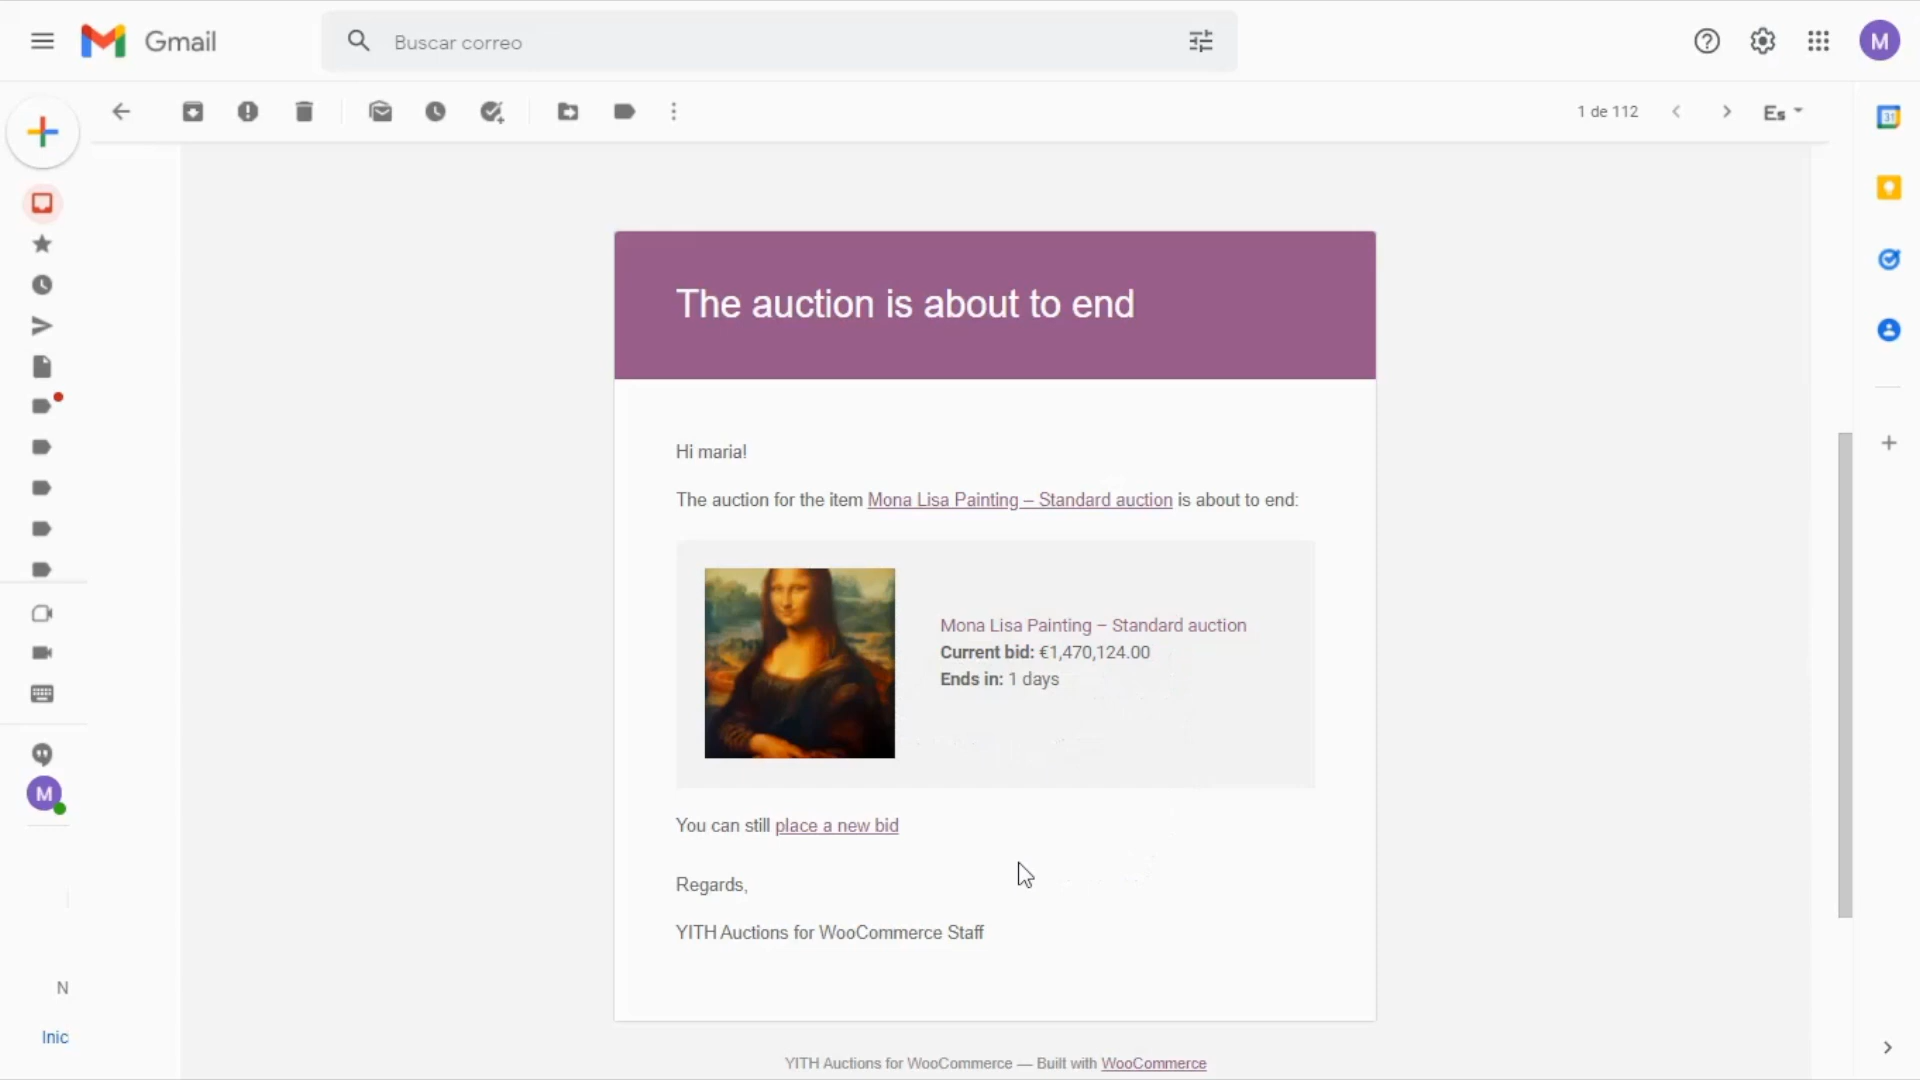 Gmail
Buscar correo
M
1 de 112
Es
31
The auction is about to end
Hi maria!
The auction for the item Mona Lisa Painting – Standard auction is about to end:
Mona Lisa Painting – Standard auction
Current bid: €1,470,124.00
Ends in: 1 days
You can still place a new bid
Regards,
YITH Auctions for WooCommerce Staff
M
N
Inic
YITH Auctions for WooCommerce — Built with WooCommerce